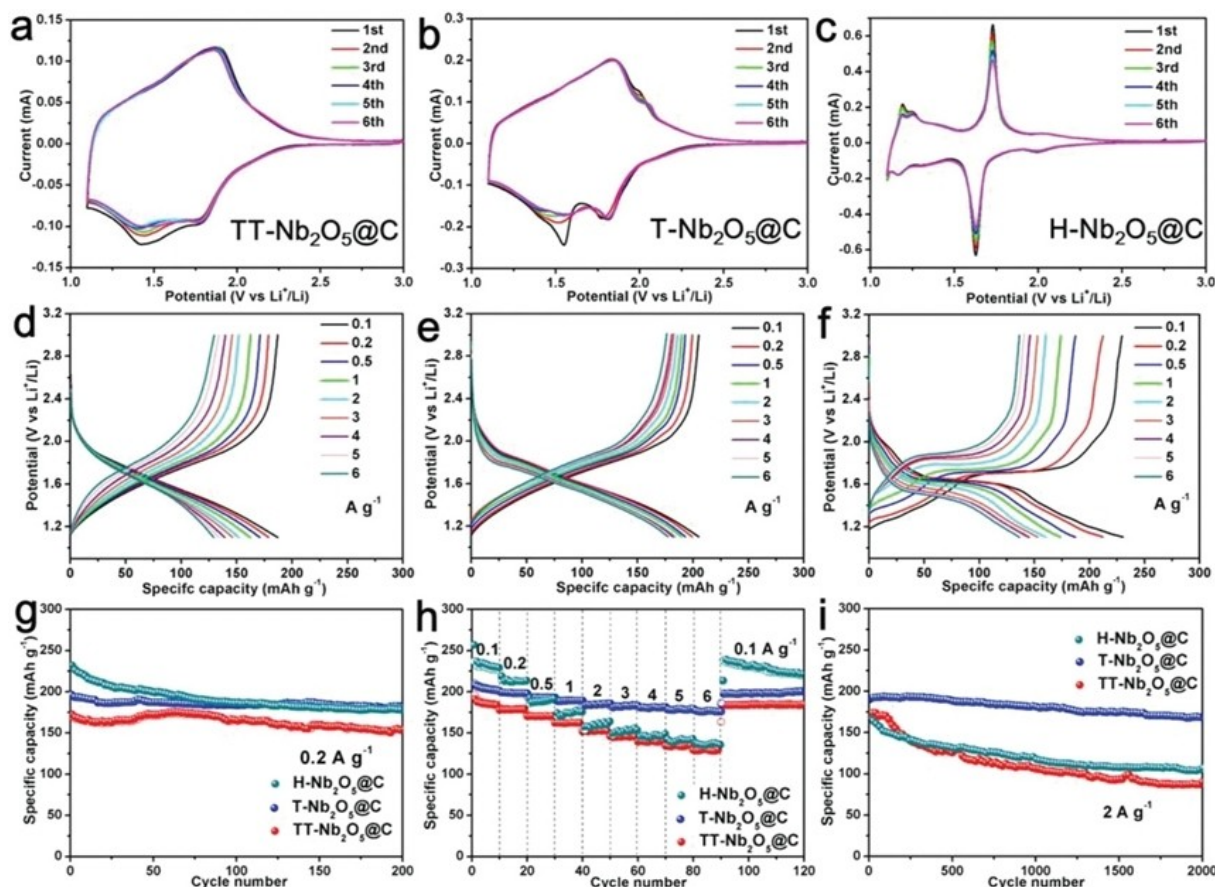 a
0.15
0.10
0.05
0.00
-0.05
-0.10
-0.15
Current (mA)
1st
2nd
3rd
4th
5th
6th
TT-Nb₂O₅@C
1.0 1.5 2.0 2.5 3.0
Potential (V vs Li⁺/Li)
b
0.3
0.2
0.1
0.0
-0.1
-0.2
-0.3
Current (mA)
1st
2nd
3rd
4th
5th
6th
T-Nb₂O₅@C
1.0 1.5 2.0 2.5 3.0
Potential (V vs Li⁺/Li)
c
0.6
0.4
0.2
0.0
-0.2
-0.4
-0.6
Current (mA)
1st
2nd
3rd
4th
5th
6th
H-Nb₂O₅@C
1.0 1.5 2.0 2.5 3.0
Potential (V vs Li⁺/Li)
d
3.2
2.8
2.4
2.0
1.6
1.2
Potential (V vs Li⁺/Li)
0.1
0.2
0.5
1
2
3
4
5
6
A g⁻¹
0 50 100 150 200 250 300
Specifc capacity (mAh g⁻¹)
e
3.2
2.8
2.4
2.0
1.6
1.2
Potential (V vs Li⁺/Li)
0.1
0.2
0.5
1
2
3
4
5
6
A g⁻¹
0 50 100 150 200 250 300
Specifc capacity (mAh g⁻¹)
f
3.2
2.8
2.4
2.0
1.6
1.2
Potential (V vs Li⁺/Li)
0.1
0.2
0.5
1
2
3
4
5
6
A g⁻¹
0 50 100 150 200 250 300
Specifc capacity (mAh g⁻¹)
g
300
250
200
150
100
50
0
Specific capacity (mAh g⁻¹)
0.2 A g⁻¹
H-Nb₂O₅@C
T-Nb₂O₅@C
TT-Nb₂O₅@C
0 50 100 150 200
Cycle number
h
300
250
200
150
100
50
0
Specific capacity (mAh g⁻¹)
0.1 0.2 0.5 1 2 3 4 5 6 0.1 A g⁻¹
H-Nb₂O₅@C
T-Nb₂O₅@C
TT-Nb₂O₅@C
0 20 40 60 80 100 120
Cycle number
i
300
250
200
150
100
50
0
Specific capacity (mAh g⁻¹)
H-Nb₂O₅@C
T-Nb₂O₅@C
TT-Nb₂O₅@C
2 A g⁻¹
0 500 1000 1500 2000
Cycle number